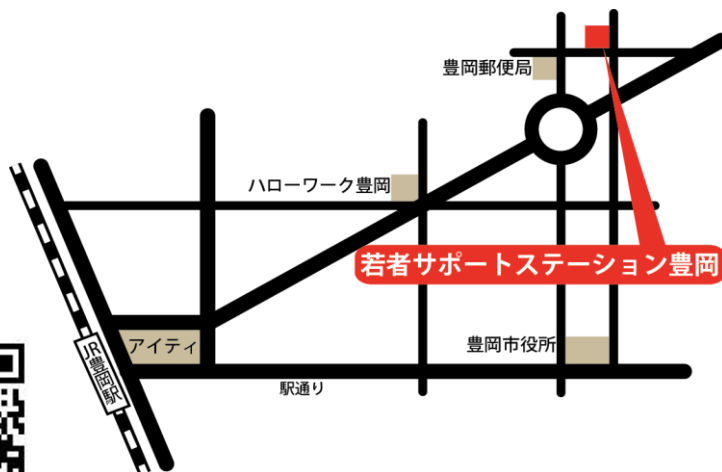 豊岡郵便局
ハローワーク豊岡
若者サポートステーション豊岡
アイティ
豊岡市役所
JR豊岡駅
駅通り